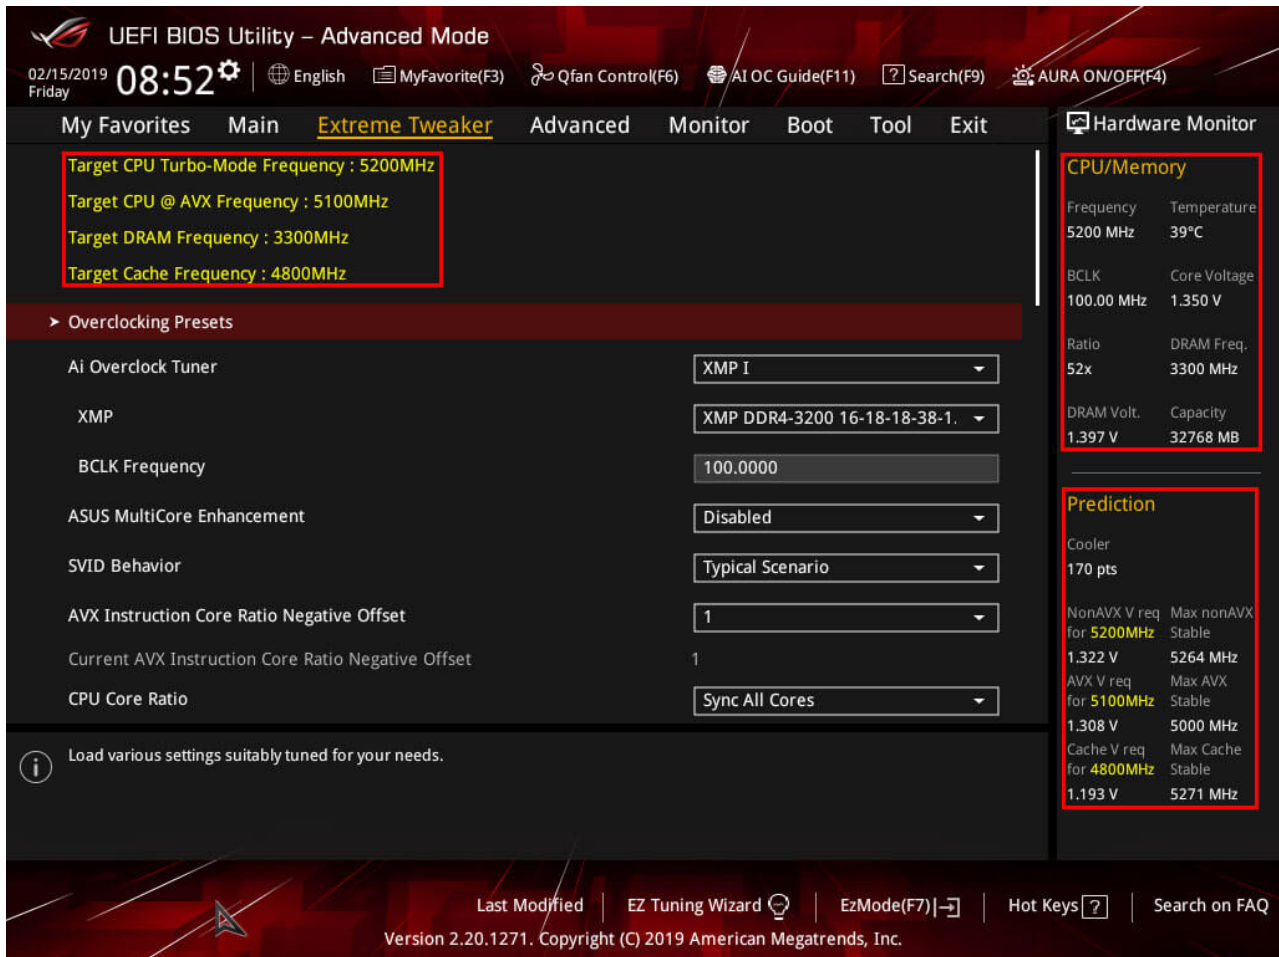 UEFI BIOS Utility – Advanced Mode
02/15/2019 Friday 08:52 English MyFavorite(F3) Qfan Control(F6) AI OC Guide(F11) ? Search(F9) AURA ON/OFF(F4)
My Favorites Main Extreme Tweaker Advanced Monitor Boot Tool Exit
Target CPU Turbo-Mode Frequency : 5200MHz
Target CPU @ AVX Frequency : 5100MHz
Target DRAM Frequency : 3300MHz
Target Cache Frequency : 4800MHz
Overclocking Presets
Ai Overclock Tuner XMP I
XMP XMP DDR4-3200 16-18-18-38-1.
BCLK Frequency 100.0000
ASUS MultiCore Enhancement Disabled
SVID Behavior Typical Scenario
AVX Instruction Core Ratio Negative Offset 1
Current AVX Instruction Core Ratio Negative Offset 1
CPU Core Ratio Sync All Cores
Load various settings suitably tuned for your needs.
Hardware Monitor
CPU/Memory
Frequency Temperature
5200 MHz 39°C
BCLK Core Voltage
100.00 MHz 1.350 V
Ratio DRAM Freq.
52x 3300 MHz
DRAM Volt. Capacity
1.397 V 32768 MB
Prediction
Cooler
170 pts
NonAVX V req Max nonAVX
for 5200MHz Stable
1.322 V 5264 MHz
AVX V req Max AVX
for 5100MHz Stable
1.308 V 5000 MHz
Cache V req Max Cache
for 4800MHz Stable
1.193 V 5271 MHz
Last Modified EZ Tuning Wizard EzMode(F7) Hot Keys ? Search on FAQ
Version 2.20.1271. Copyright (C) 2019 American Megatrends, Inc.